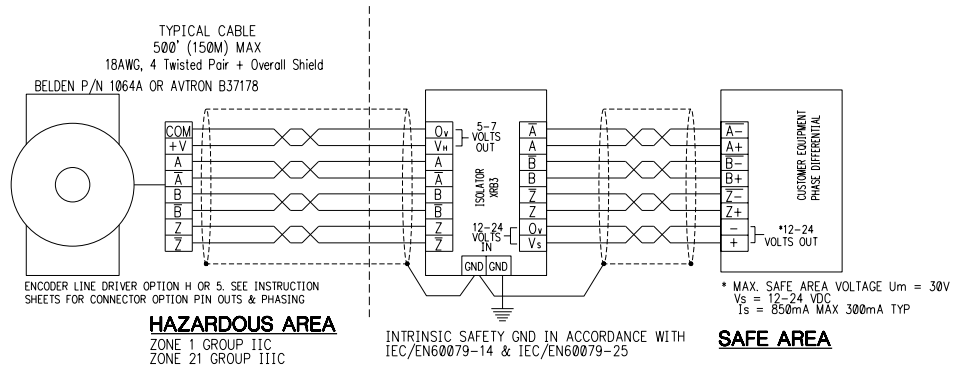 TYPICAL CABLE
500' (150M) MAX
18AWG, 4 Twisted Pair + Overall Shield
BELDEN P/N 1064A OR AVTRON B37178
COM
+V
A
A̅
B
B̅
Z
Z̅
0v
VH
A
A̅
B
B̅
Z
Z̅
5-7
VOLTS
OUT
ISOLATOR
XRB3
12-24
VOLTS
IN
A̅
A
B̅
B
Z̅
Z
0v
Vs
GND GND
A̅-
A+
B̅-
B+
Z̅-
Z+
-
+
CUSTOMER EQUIPMENT
PHASE DIFFERENTIAL
*12-24
VOLTS OUT
ENCODER LINE DRIVER OPTION H OR 5. SEE INSTRUCTION
SHEETS FOR CONNECTOR OPTION PIN OUTS & PHASING
HAZARDOUS AREA
ZONE 1 GROUP IIC
ZONE 21 GROUP IIIC
INTRINSIC SAFETY GND IN ACCORDANCE WITH
IEC/EN60079-14 & IEC/EN60079-25
* MAX. SAFE AREA VOLTAGE Um = 30V
Vs = 12-24 VDC
Is = 850mA MAX 300mA TYP
SAFE AREA